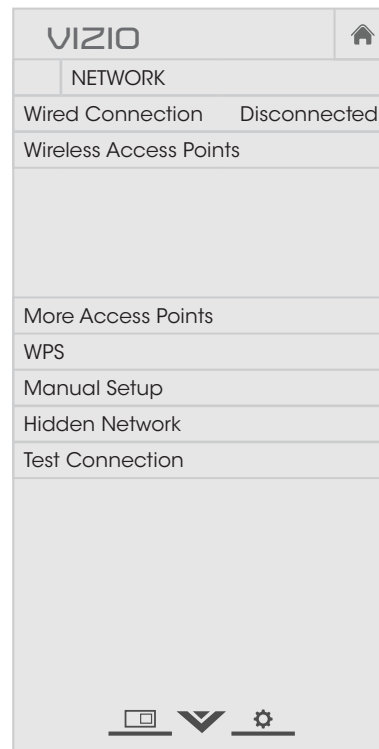 VIZIO
NETWORK
Wired Connection Disconnected
Wireless Access Points
More Access Points
WPS
Manual Setup
Hidden Network
Test Connection